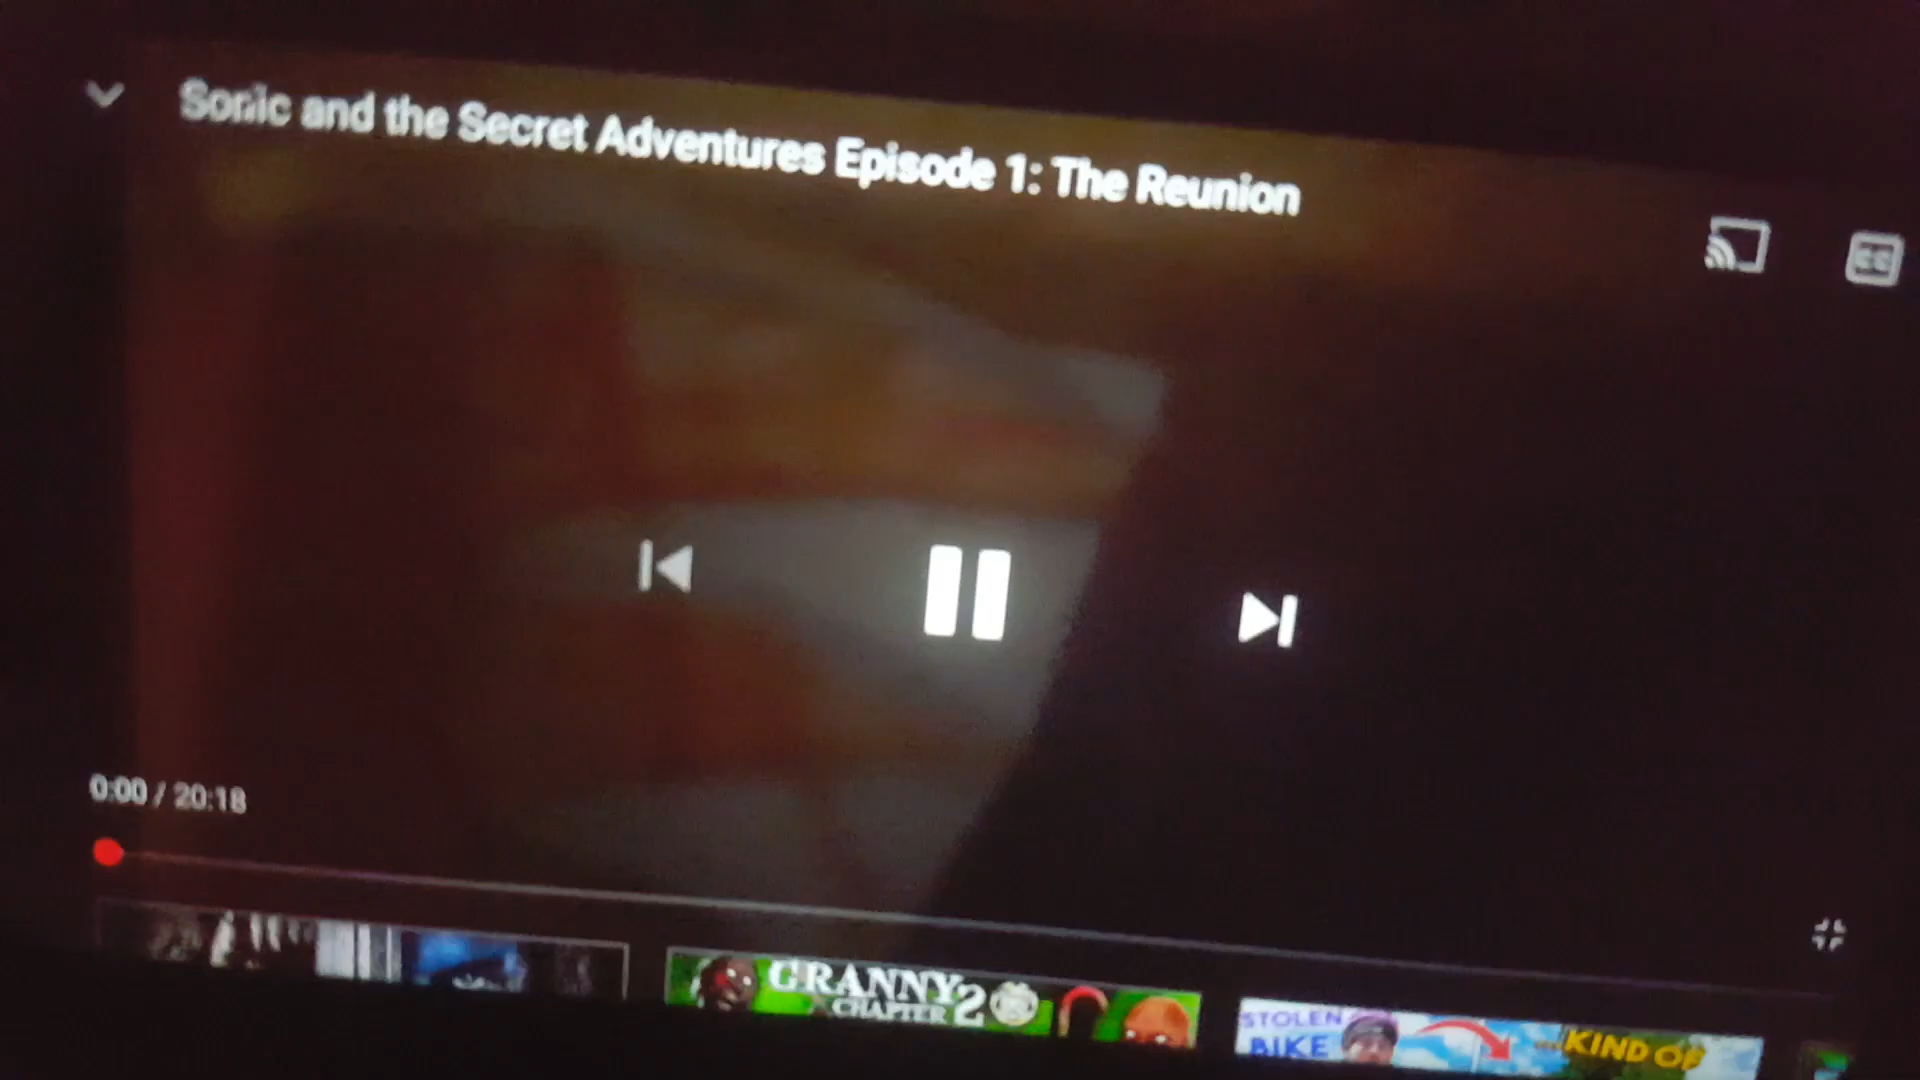 Sonic and the Secret Adventures Episode 1: The Reunion
CC
0:00 / 20:18
GRANNY
CHAPTER 2
STOLEN
BIKE
KIND OF